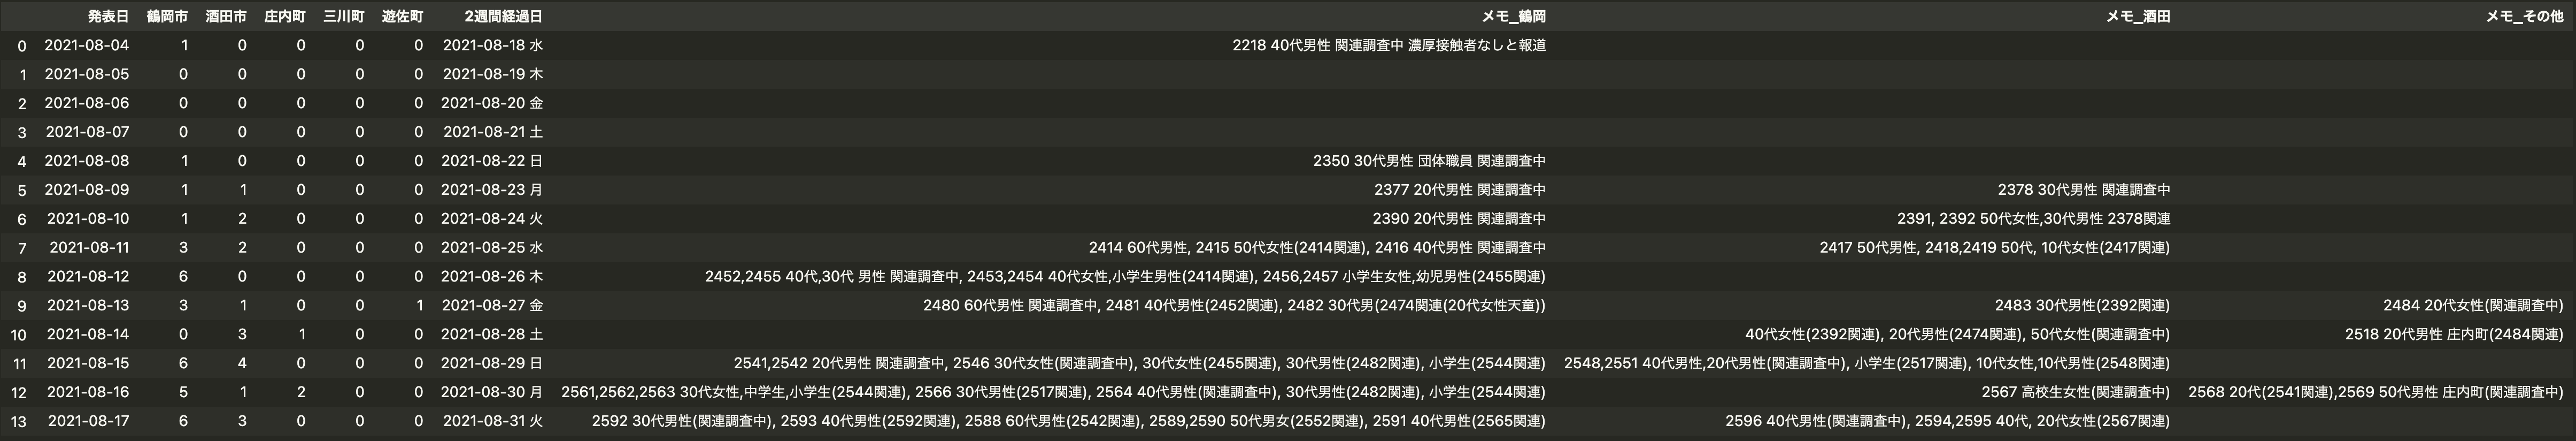 発表日 鶴岡市 酒田市 庄内町 三川町 遊佐町 2週間経過日 メモ_鶴岡 メモ_酒田 メモ_その他
0 2021-08-04 1 0 0 0 0 2021-08-18 水 2218 40代男性 関連調査中 濃厚接触者なしと報道
1 2021-08-05 0 0 0 0 0 2021-08-19 木
2 2021-08-06 0 0 0 0 0 2021-08-20 金
3 2021-08-07 0 0 0 0 0 2021-08-21 土
4 2021-08-08 1 0 0 0 0 2021-08-22 日 2350 30代男性 団体職員 関連調査中
5 2021-08-09 1 1 0 0 0 2021-08-23 月 2377 20代男性 関連調査中 2378 30代男性 関連調査中
6 2021-08-10 1 2 0 0 0 2021-08-24 火 2390 20代男性 関連調査中 2391, 2392 50代女性,30代男性 2378関連
7 2021-08-11 3 2 0 0 0 2021-08-25 水 2414 60代男性, 2415 50代女性(2414関連), 2416 40代男性 関連調査中 2417 50代男性, 2418,2419 50代, 10代女性(2417関連)
8 2021-08-12 6 0 0 0 0 2021-08-26 木 2452,2455 40代,30代 男性 関連調査中, 2453,2454 40代女性,小学生男性(2414関連), 2456,2457 小学生女性,幼児男性(2455関連)
9 2021-08-13 3 1 0 0 1 2021-08-27 金 2480 60代男性 関連調査中, 2481 40代男性(2452関連), 2482 30代男(2474関連(20代女性天童)) 2483 30代男性(2392関連) 2484 20代女性(関連調査中)
10 2021-08-14 0 3 1 0 0 2021-08-28 土 40代女性(2392関連), 20代男性(2474関連), 50代女性(関連調査中) 2518 20代男性 庄内町(2484関連)
11 2021-08-15 6 4 0 0 0 2021-08-29 日 2541,2542 20代男性 関連調査中, 2546 30代女性(関連調査中), 30代女性(2455関連), 30代男性(2482関連), 小学生(2544関連) 2548,2551 40代男性,20代男性(関連調査中), 小学生(2517関連), 10代女性,10代男性(2548関連)
12 2021-08-16 5 1 2 0 0 2021-08-30 月 2561,2562,2563 30代女性,中学生,小学生(2544関連), 2566 30代男性(2517関連), 2564 40代男性(関連調査中), 30代男性(2482関連), 小学生(2544関連) 2567 高校生女性(関連調査中) 2568 20代(2541関連),2569 50代男性 庄内町(関連調査中)
13 2021-08-17 6 3 0 0 0 2021-08-31 火 2592 30代男性(関連調査中), 2593 40代男性(2592関連), 2588 60代男性(2542関連), 2589,2590 50代男女(2552関連), 2591 40代男性(2565関連) 2596 40代男性(関連調査中), 2594,2595 40代, 20代女性(2567関連)